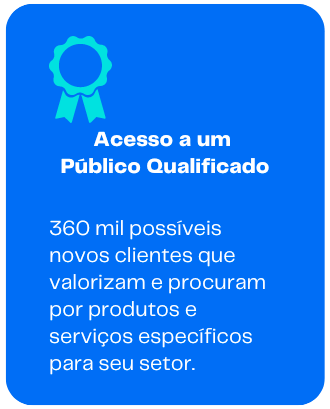 Acesso a um
Público Qualificado
360 mil possíveis
novos clientes que
valorizam e procuram
por produtos e
serviços específicos
para seu setor.